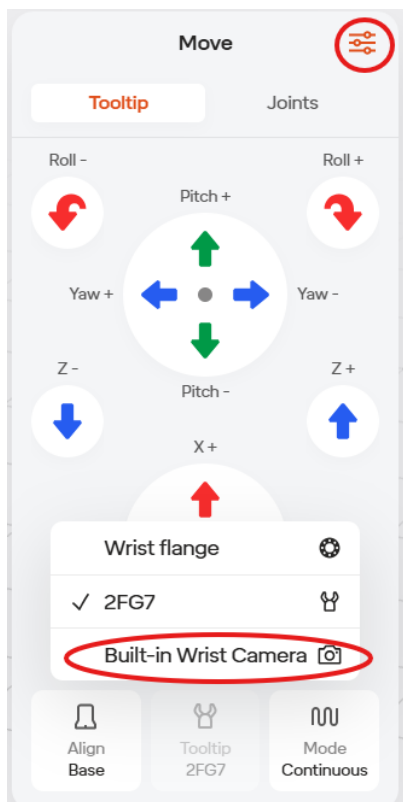 Move
Tooltip Joints
Roll - Roll +
Pitch +
Yaw + Yaw -
Z - Z +
Pitch -
X +
Wrist flange
2FG7
Built-in Wrist Camera
Align Tooltip Mode
Base 2FG7 Continuous